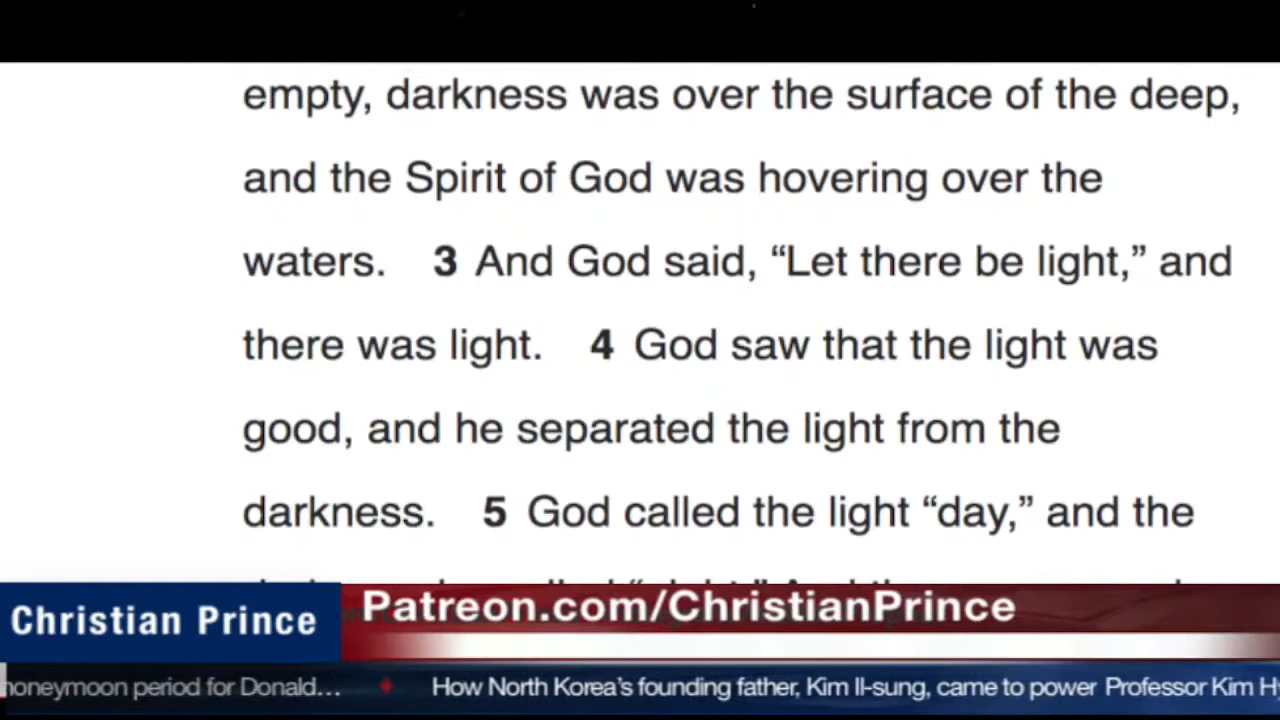 empty, darkness was over the surface of the deep,
and the Spirit of God was hovering over the
waters. 3 And God said, “Let there be light,” and
there was light. 4 God saw that the light was
good, and he separated the light from the
darkness. 5 God called the light “day,” and the
Christian Prince
Patreon.com/ChristianPrince
honeymoon period for Donald... ♦ How North Korea's founding father, Kim Il-sung, came to power Professor Kim